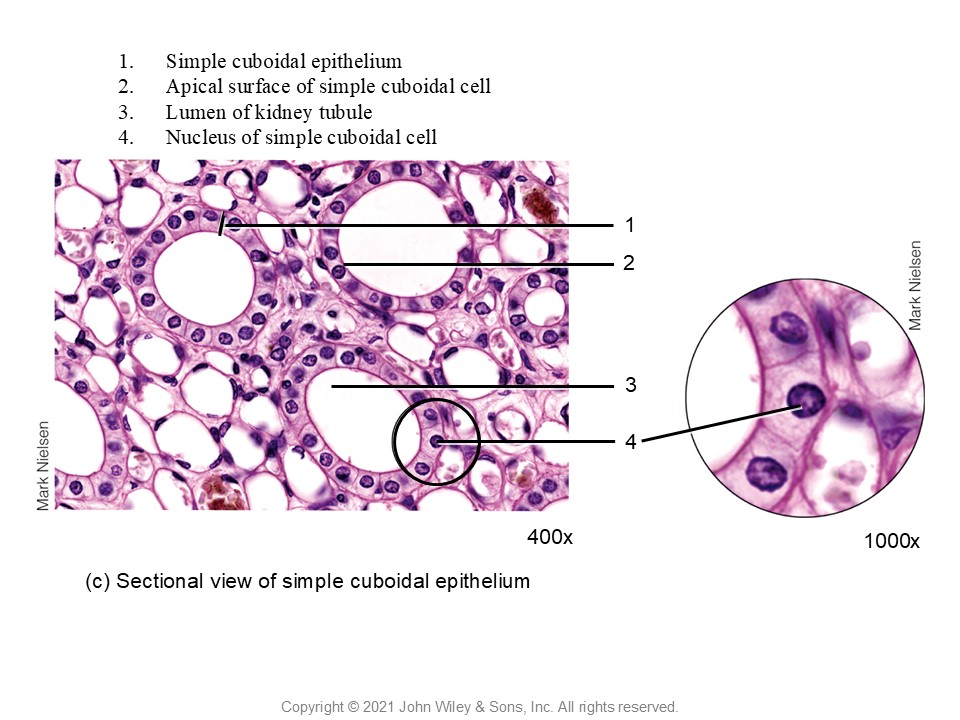 1. Simple cuboidal epithelium
2. Apical surface of simple cuboidal cell
3. Lumen of kidney tubule
4. Nucleus of simple cuboidal cell
1
2
3
4
Mark Nielsen
Mark Nielsen
400x
1000x
(c) Sectional view of simple cuboidal epithelium
Copyright © 2021 John Wiley & Sons, Inc. All rights reserved.